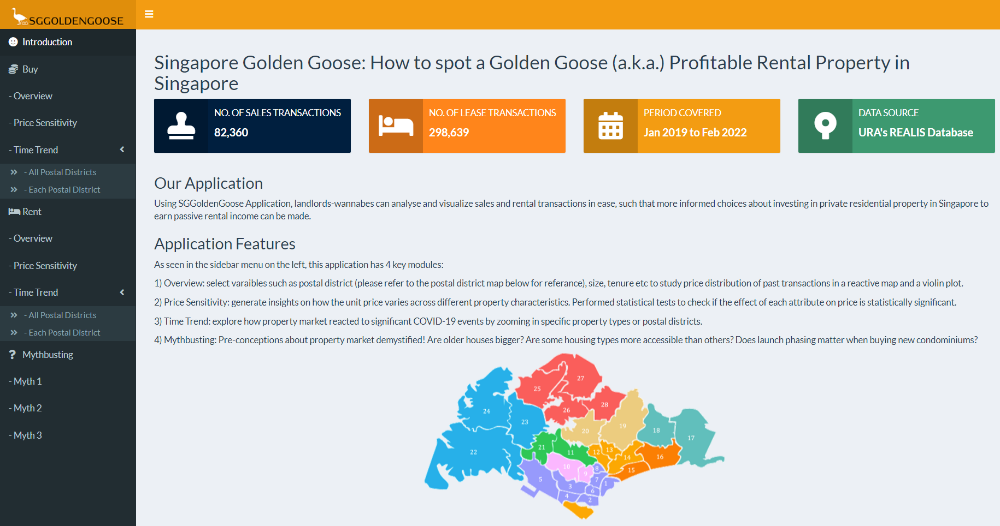 SGGOLDENGOOSE
Introduction
Buy
- Overview
- Price Sensitivity
- Time Trend
- All Postal Districts
- Each Postal District
Rent
- Overview
- Price Sensitivity
- Time Trend
- All Postal Districts
- Each Postal District
? Mythbusting
- Myth 1
- Myth 2
- Myth 3
Singapore Golden Goose: How to spot a Golden Goose (a.k.a.) Profitable Rental Property in
Singapore
NO. OF SALES TRANSACTIONS
82,360
NO. OF LEASE TRANSACTIONS
298,639
PERIOD COVERED
Jan 2019 to Feb 2022
DATA SOURCE
URA's REALIS Database
Our Application
Using SGGoldenGoose Application, landlords-wannabes can analyse and visualize sales and rental transactions in ease, such that more informed choices about investing in private residential property in Singapore to
earn passive rental income can be made.
Application Features
As seen in the sidebar menu on the left, this application has 4 key modules:
1) Overview: select varaibles such as postal district (please refer to the postal district map below for referance), size, tenure etc to study price distribution of past transactions in a reactive map and a violin plot.
2) Price Sensitivity: generate insights on how the unit price varies across different property characteristics. Performed statistical tests to check if the effect of each attribute on price is statistically significant.
3) Time Trend: explore how property market reacted to significant COVID-19 events by zooming in specific property types or postal districts.
4) Mythbusting: Pre-conceptions about property market demystified! Are older houses bigger? Are some housing types more accessible than others? Does launch phasing matter when buying new condominiums?
27
25
28
26
24
23
19
20
18
17
21
22
11
12
13
14
16
10
8
15
9
5
7
1
3
6
4
2